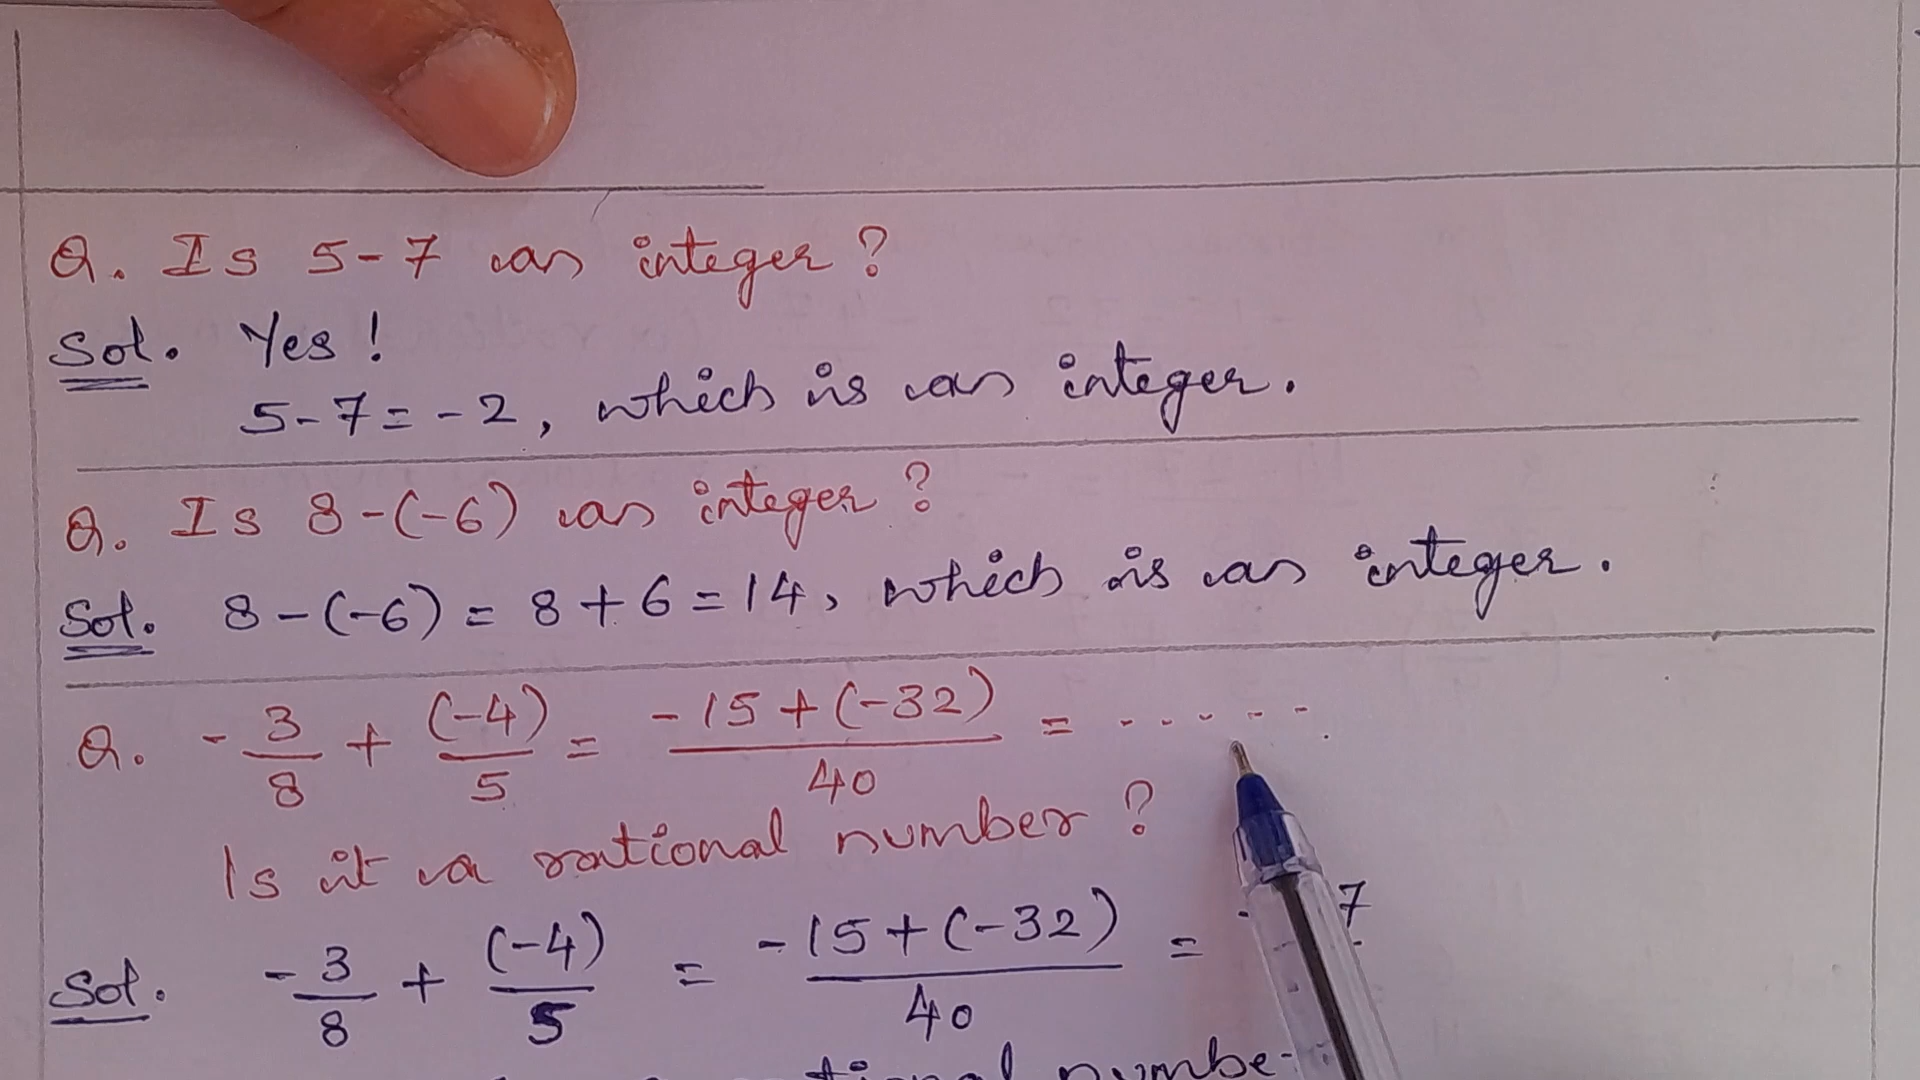 Q. Is 5-7 an integer?
Sol. Yes!
5-7 = -2, which is an integer.
Q. Is 8-(-6) an integer?
Sol. 8-(-6) = 8+6 = 14, which is an integer.
Q. -3/8 + (-4)/5 = -15+(-32)/40 = ......
Is it a rational number?
Sol. -3/8 + (-4)/5 = -15+(-32)/40 = - 7